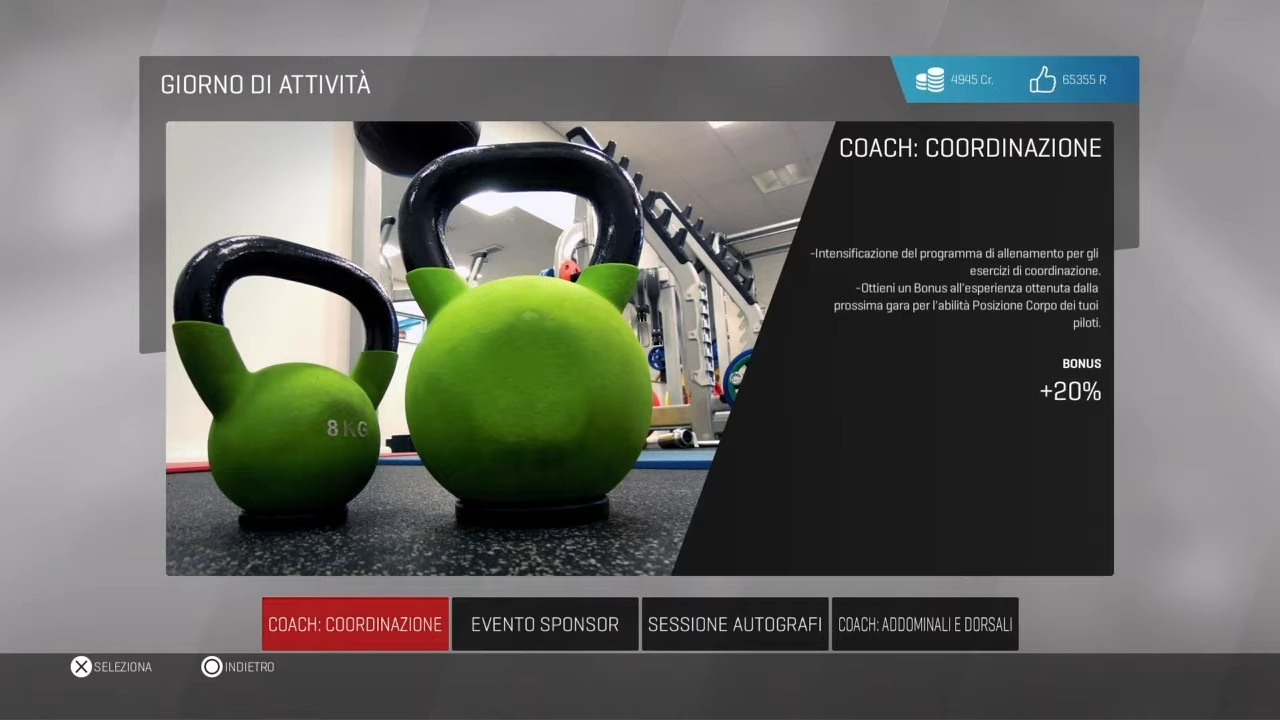 GIORNO DI ATTIVITÀ
4945 Cr.
65355 R
COACH: COORDINAZIONE
-Intensificazione del programma di allenamento per gli
esercizi di coordinazione.
-Ottieni un Bonus all'esperienza ottenuta dalla
prossima gara per l'abilità Posizione Corpo dei tuoi
piloti.
BONUS
+20%
8 KG
COACH: COORDINAZIONE
EVENTO SPONSOR
SESSIONE AUTOGRAFI
COACH: ADDOMINALI E DORSALI
SELEZIONA
INDIETRO